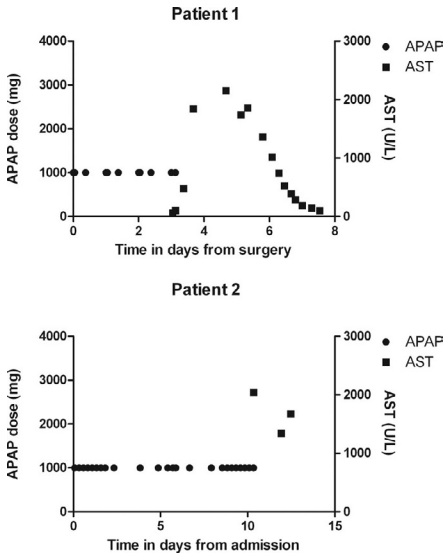 Patient 1
4000
3000
2000
1000
0
APAP dose (mg)
3000
2000
1000
0
AST (U/L)
0 2 4 6 8
Time in days from surgery
APAP
AST
Patient 2
4000
3000
2000
1000
0
APAP dose (mg)
3000
2000
1000
0
AST (U/L)
0 5 10 15
Time in days from admission
APAP
AST